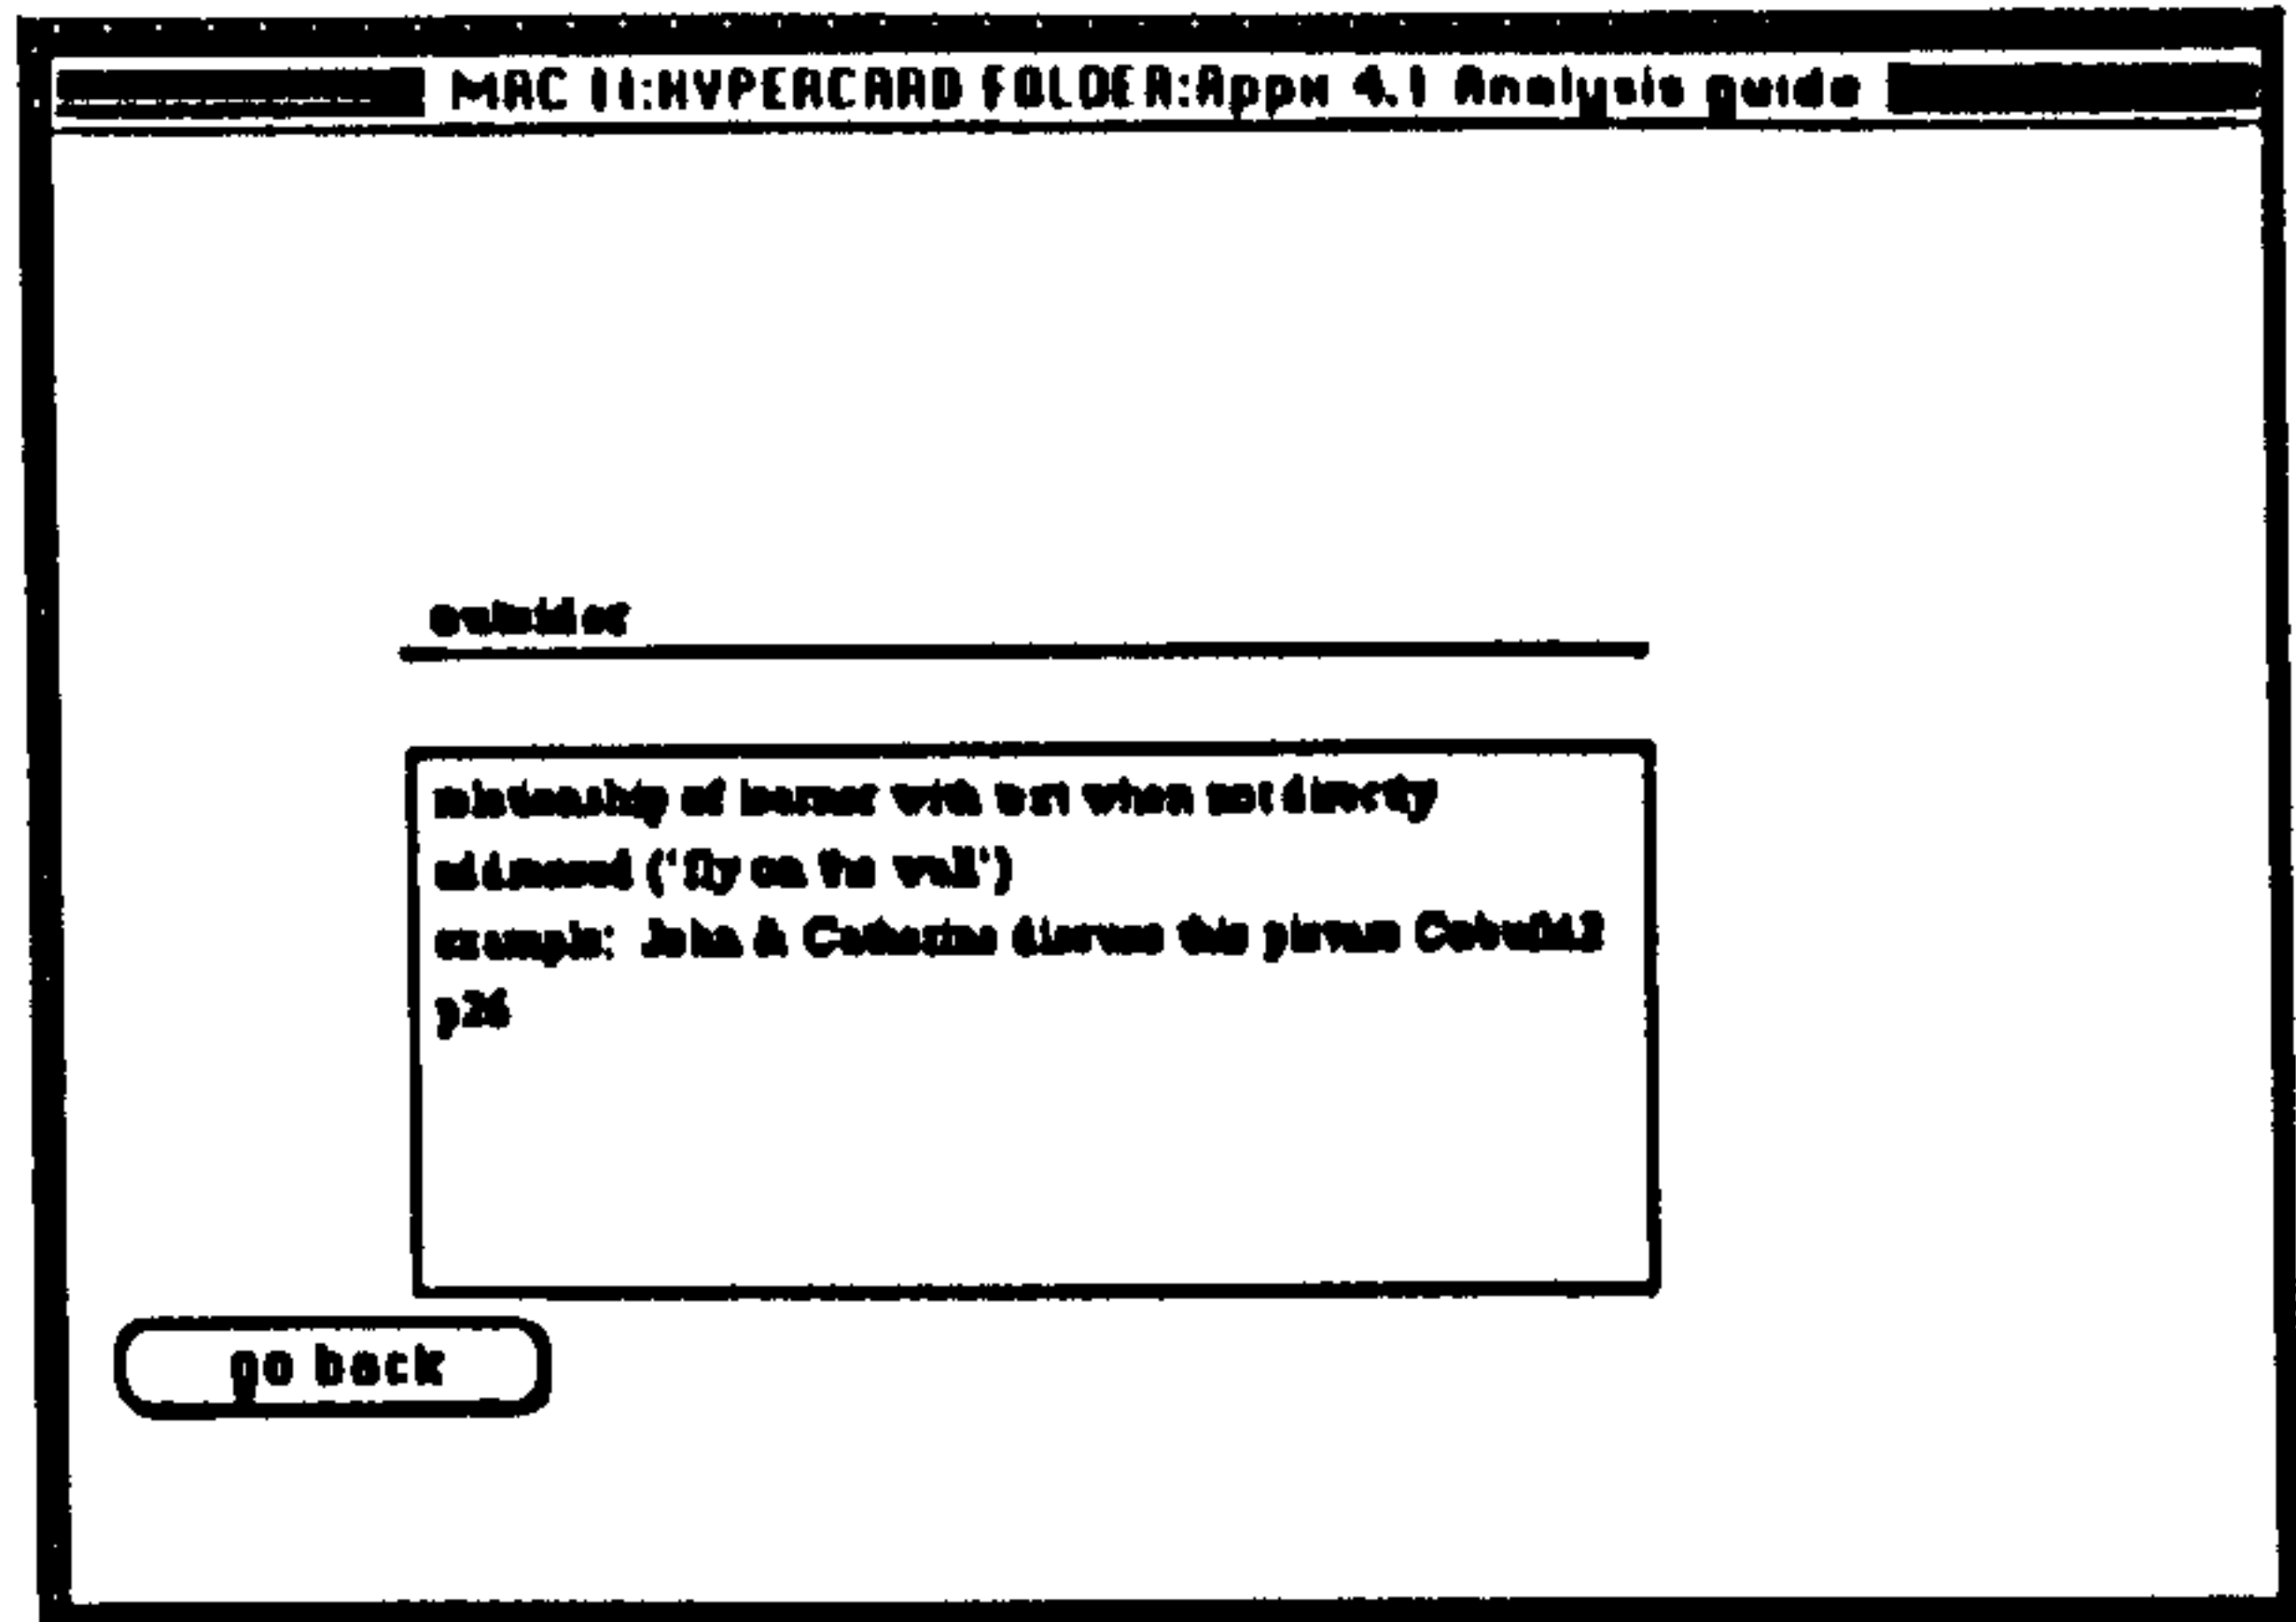 MAC II:HYPERCARD FOLDER:Appx 4.1 Analysis guide
outsider
relationship of learner with text when not directly
addressed ('fly on the wall')
example: John & Catherine discuss this picture Cobuild2
p26
go back